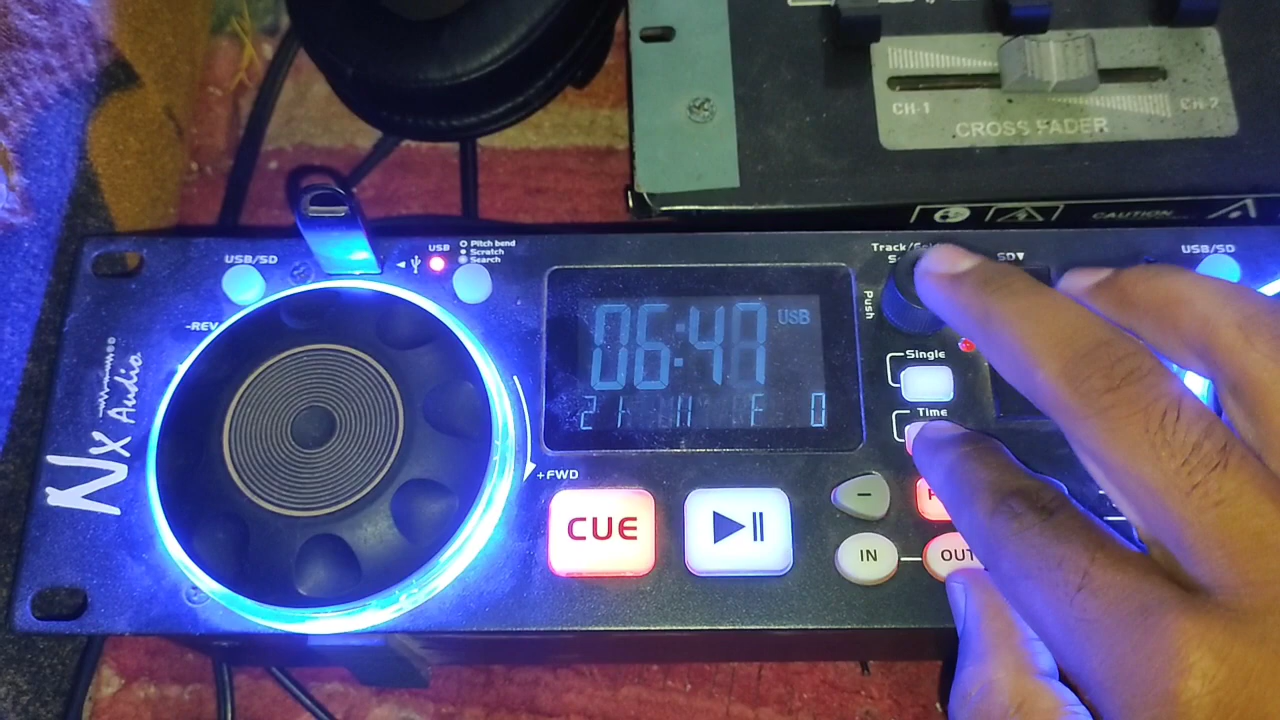 CH-1
CH-2
CROSS FADER
CAUTION
USB/SD
USB
Pitch bend
Scratch
Search
Track/
SD▼
USB/SD
Push
-REV
Nx Audio
06:47
USB
Single
Time
+FWD
CUE
IN
OUT